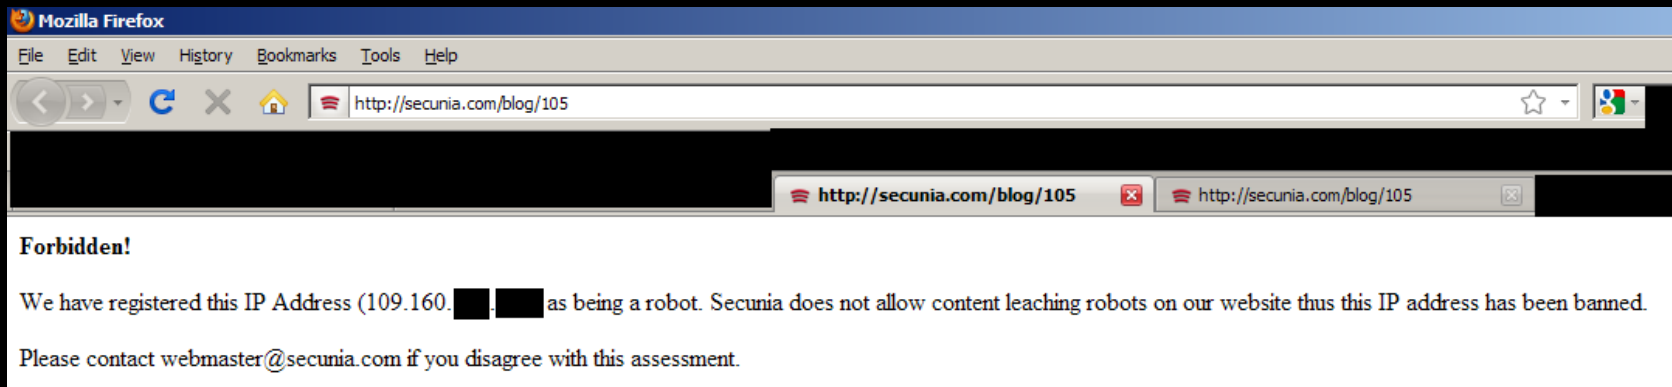 Mozilla Firefox
File Edit View History Bookmarks Tools Help
http://secunia.com/blog/105
http://secunia.com/blog/105 http://secunia.com/blog/105
Forbidden!
We have registered this IP Address (109.160. . as being a robot. Secunia does not allow content leaching robots on our website thus this IP address has been banned.
Please contact webmaster@secunia.com if you disagree with this assessment.